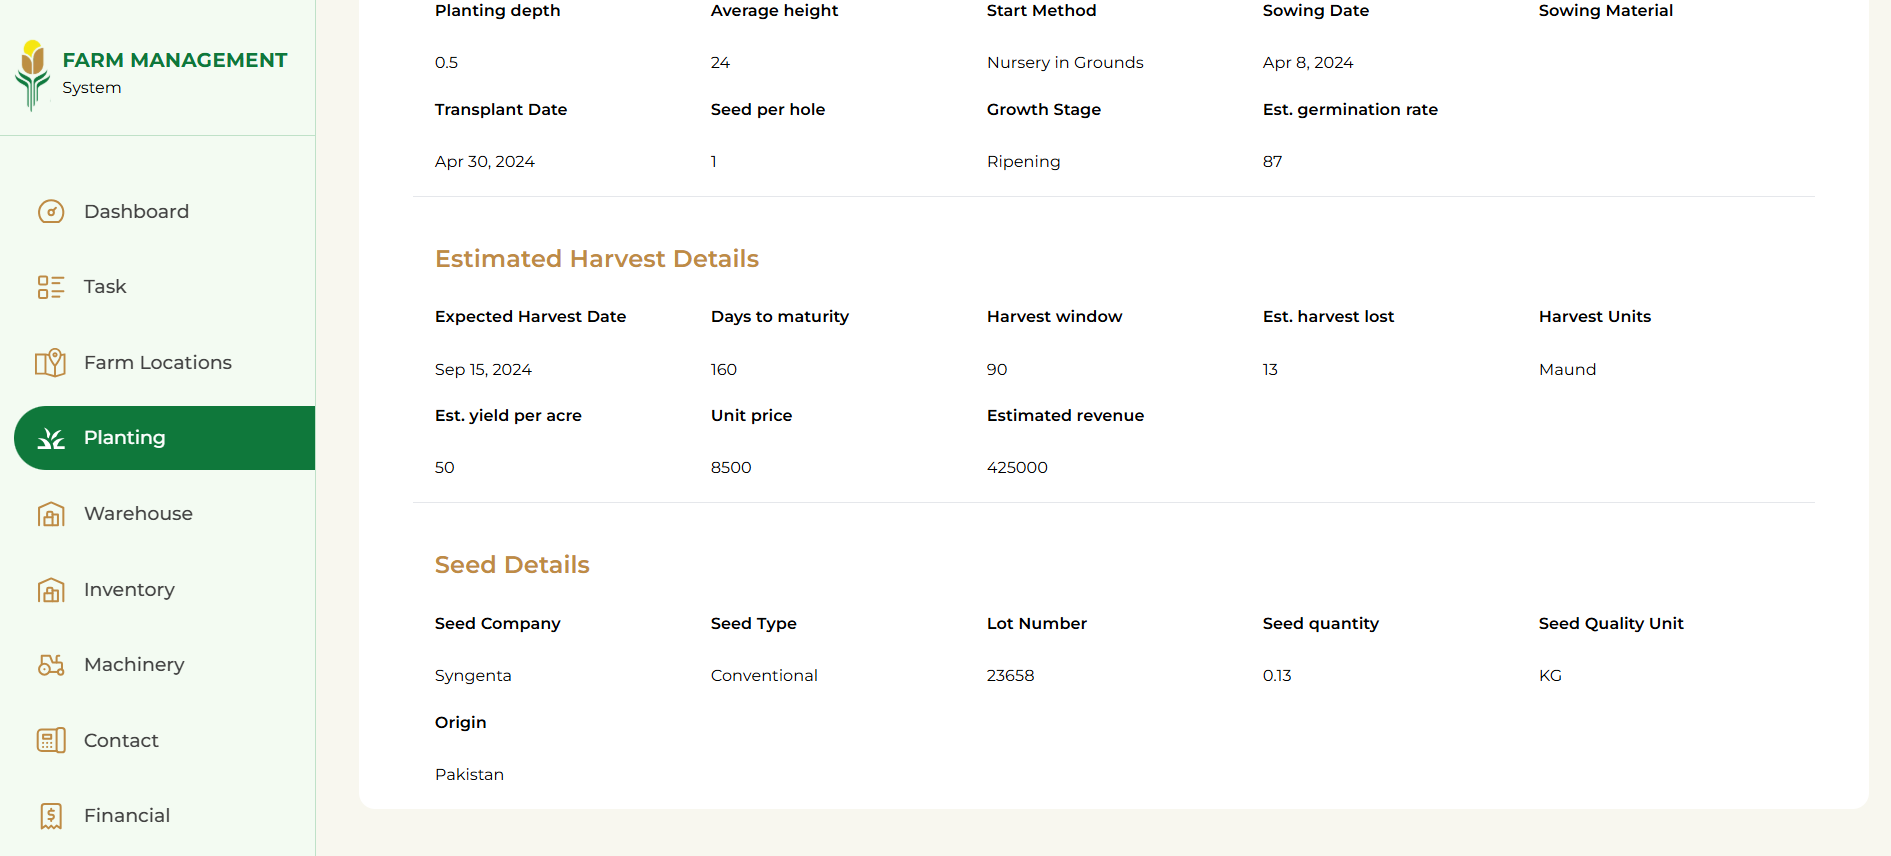 FARM MANAGEMENT
System
Dashboard
Task
Farm Locations
Planting
Warehouse
Inventory
Machinery
Contact
Financial
Planting depth Average height Start Method Sowing Date Sowing Material
0.5 24 Nursery in Grounds Apr 8, 2024
Transplant Date Seed per hole Growth Stage Est. germination rate
Apr 30, 2024 1 Ripening 87
Estimated Harvest Details
Expected Harvest Date Days to maturity Harvest window Est. harvest lost Harvest Units
Sep 15, 2024 160 90 13 Maund
Est. yield per acre Unit price Estimated revenue
50 8500 425000
Seed Details
Seed Company Seed Type Lot Number Seed quantity Seed Quality Unit
Syngenta Conventional 23658 0.13 KG
Origin
Pakistan